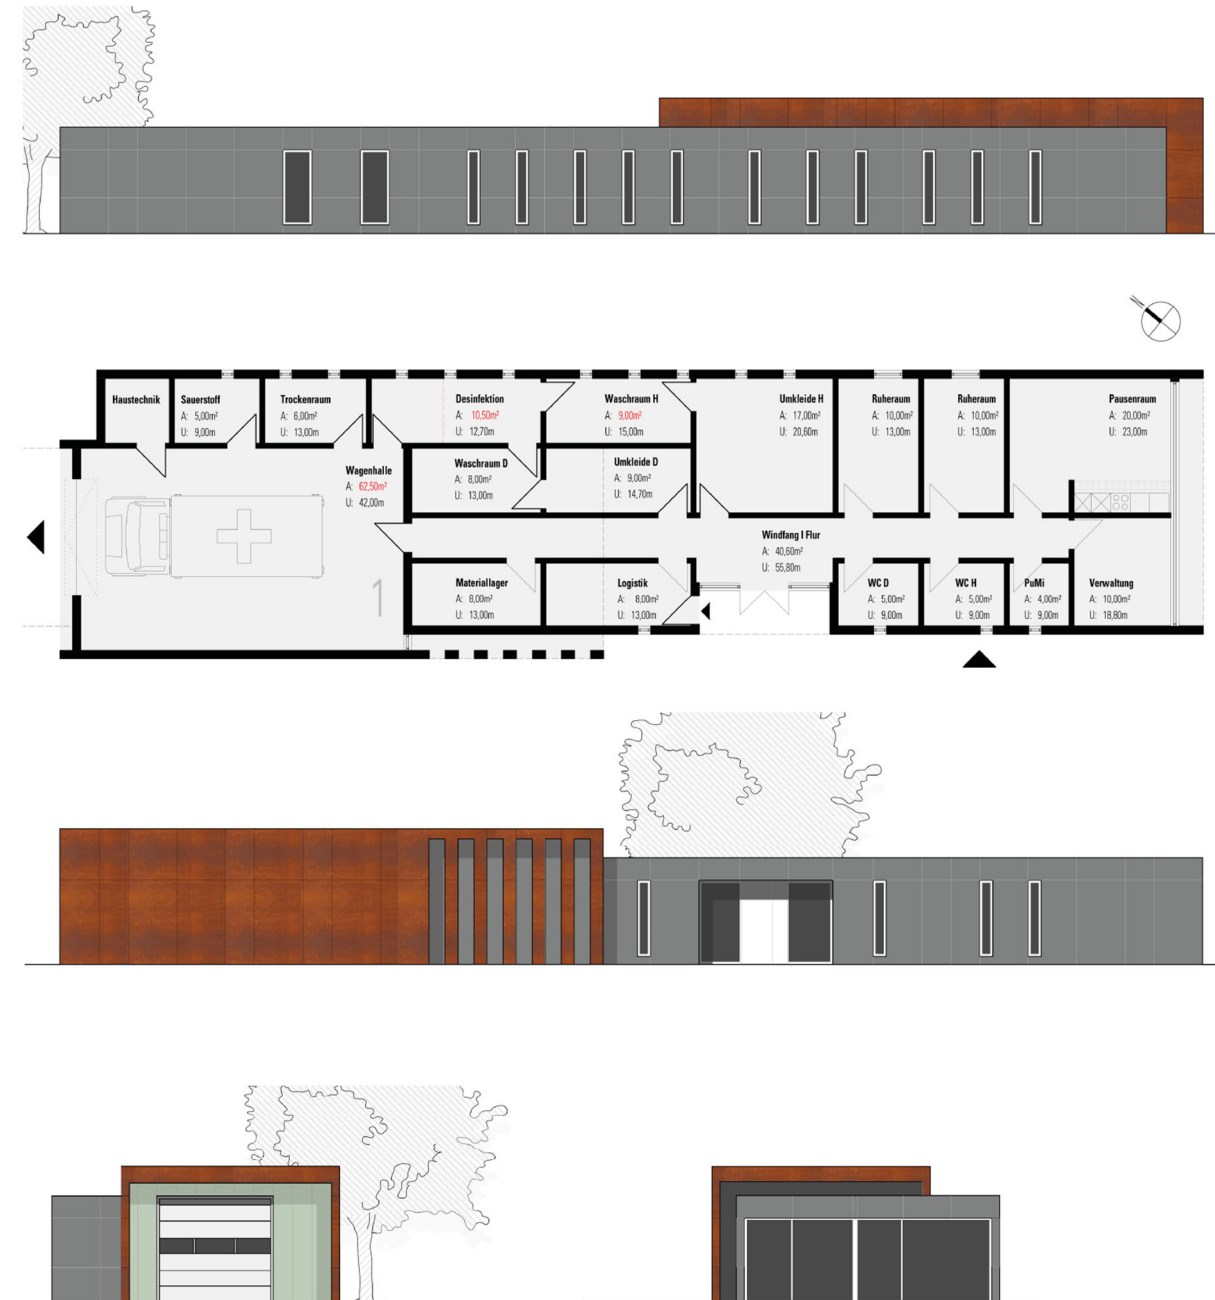 Haustechnik
Sauerstoff
A: 5,00m²
U: 9,00m
Trockenraum
A: 6,00m²
U: 13,00m
Desinfektion
A: 10,50m²
U: 12,70m
Waschraum H
A: 9,00m²
U: 15,00m
Umkleide H
A: 17,00m²
U: 20,60m
Ruheraum
A: 10,00m²
U: 13,00m
Ruheraum
A: 10,00m²
U: 13,00m
Pausenraum
A: 20,00m²
U: 23,00m
Wagenhalle
A: 62,50m²
U: 42,00m
Waschraum D
A: 8,00m²
U: 13,00m
Umkleide D
A: 9,00m²
U: 14,70m
Windfang I Flur
A: 40,60m²
U: 55,80m
1
Materiallager
A: 8,00m²
U: 13,00m
Logistik
A: 8,00m²
U: 13,00m
WC D
A: 5,00m²
U: 9,00m
WC H
A: 5,00m²
U: 9,00m
PuMi
A: 4,00m²
U: 9,00m
Verwaltung
A: 10,00m²
U: 18,80m